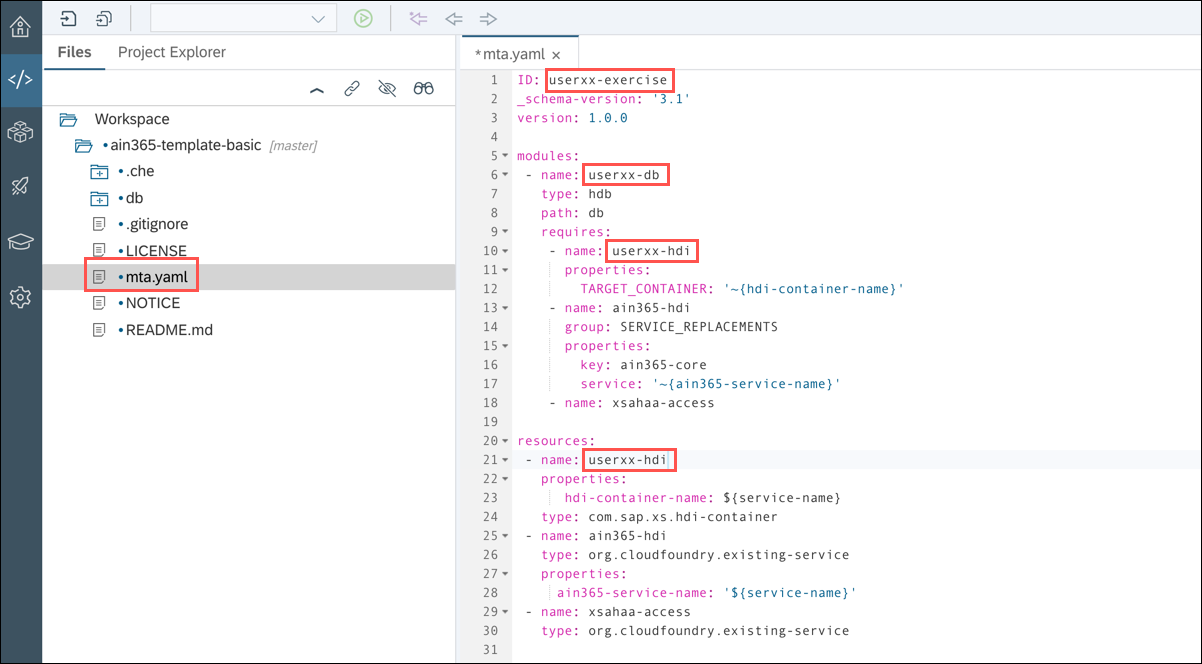 Files Project Explorer
Workspace
ain365-template-basic [master]
.che
db
.gitignore
LICENSE
mta.yaml
NOTICE
README.md
*mta.yaml ×
1 ID: userxx-exercise
2 _schema-version: '3.1'
3 version: 1.0.0
4
5 modules:
6 - name: userxx-db
7 type: hdb
8 path: db
9 requires:
10 - name: userxx-hdi
11 properties:
12 TARGET_CONTAINER: '~{hdi-container-name}'
13 - name: ain365-hdi
14 group: SERVICE_REPLACEMENTS
15 properties:
16 key: ain365-core
17 service: '~{ain365-service-name}'
18 - name: xsahaa-access
19
20 resources:
21 - name: userxx-hdi
22 properties:
23 hdi-container-name: ${service-name}
24 type: com.sap.xs.hdi-container
25 - name: ain365-hdi
26 type: org.cloudfoundry.existing-service
27 properties:
28 ain365-service-name: '${service-name}'
29 - name: xsahaa-access
30 type: org.cloudfoundry.existing-service
31